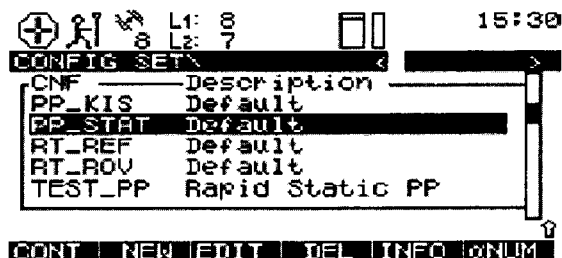 L1: 8 15:30
8 L2: 7
CONFIG SET\ < >
CNF Description
PP_KIS Default
PP_STAT Default
RT_REF Default
RT_ROV Default
TEST_PP Rapid Static PP
CONT NEW EDIT DEL INFO αNUM